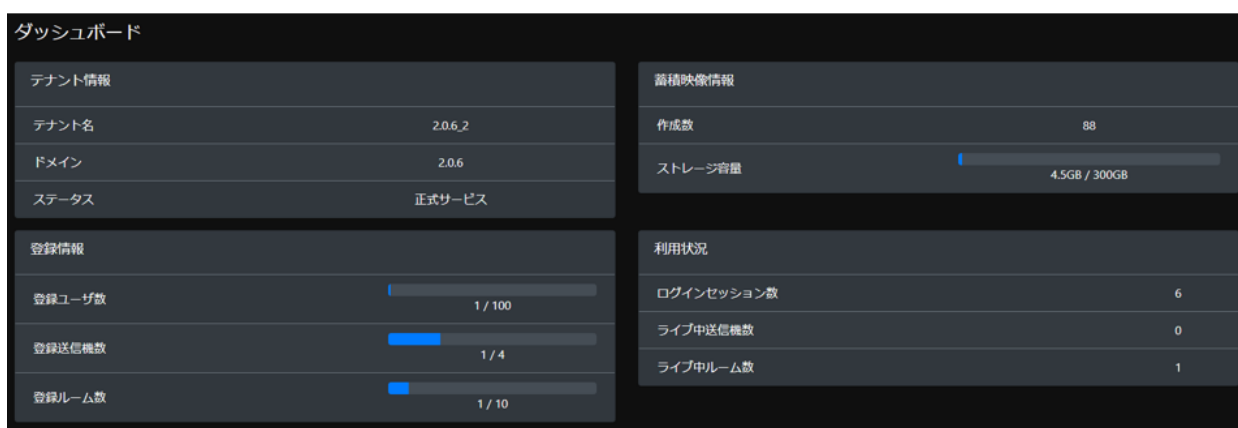 ダッシュボード
テナント情報
テナント名 2.0.6_2
ドメイン 2.0.6
ステータス 正式サービス
蓄積映像情報
作成数 88
ストレージ容量 4.5GB / 300GB
登録情報
登録ユーザ数 1 / 100
登録送信機数 1 / 4
登録ルーム数 1 / 10
利用状況
ログインセッション数 6
ライブ中送信機数 0
ライブ中ルーム数 1